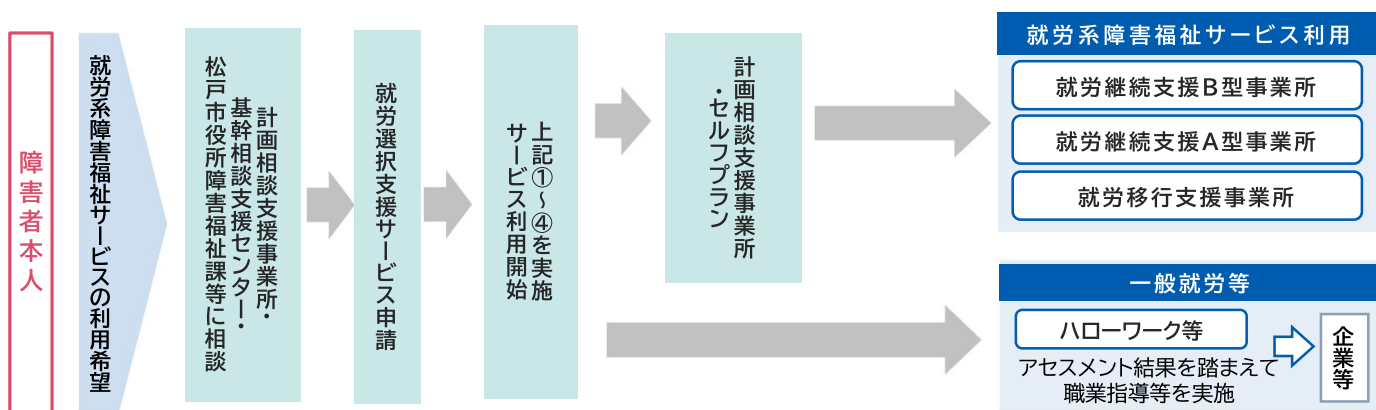 障害者本人
就労系障害福祉サービスの利用希望
計画相談支援事業所・
基幹相談支援センター・
松戸市役所障害福祉課等に相談
就労選択支援サービス申請
上記①～④を実施
サービス利用開始
計画相談支援事業所
・セルフプラン
就労系障害福祉サービス利用
就労継続支援B型事業所
就労継続支援A型事業所
就労移行支援事業所
一般就労等
ハローワーク等
アセスメント結果を踏まえて
職業指導等を実施
企業等